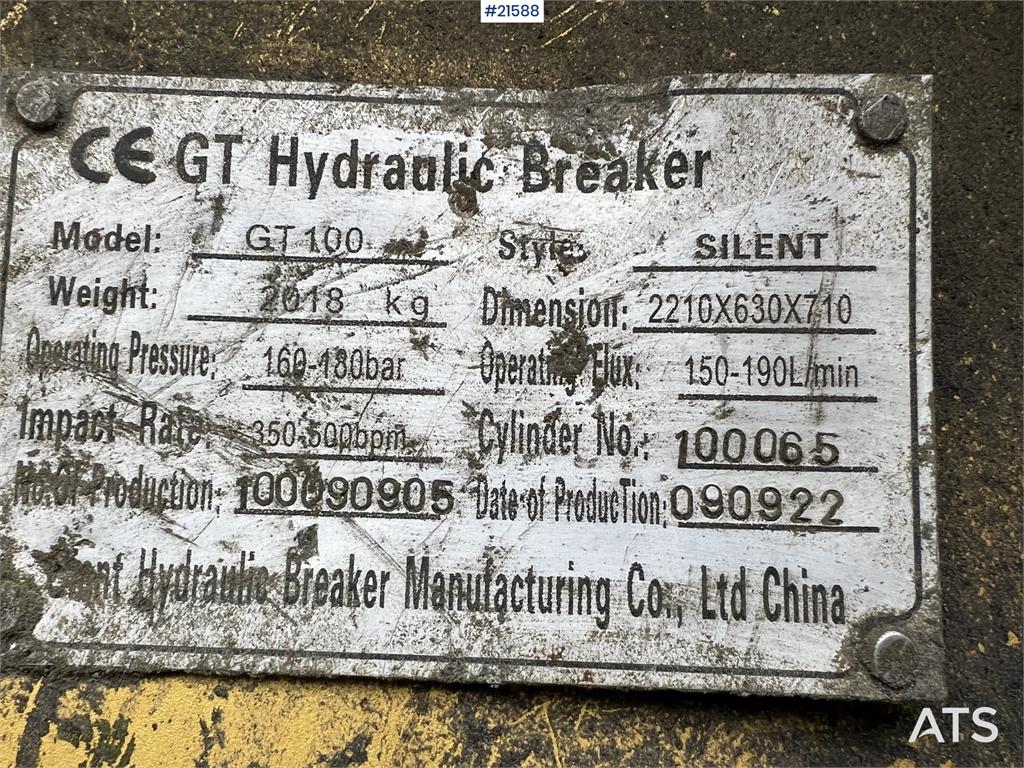 #21588
CE GT Hydraulic Breaker
Model: GT100 Style: SILENT
Weight: 2018 kg Dimension: 2210X630X710
Operating Pressure: 160-180bar Operating Flux: 150-190L/min
Impact Rate: 350-500bpm Cylinder No.: 100065
No.Of Production: 100090905 Date of ProducTion: 090922
Hydraulic Breaker Manufacturing Co., Ltd China
ATS